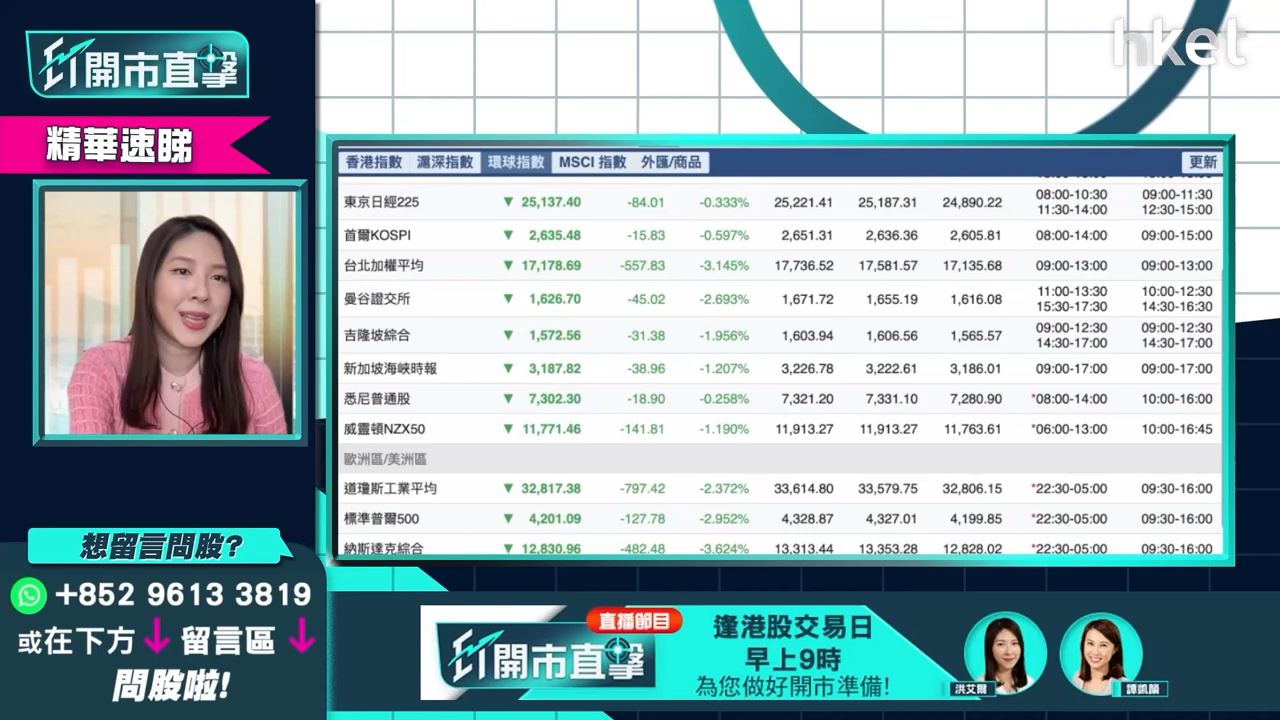 hket
ET開市直擊
精華速睇
香港指數 滬深指數 環球指數 MSCI 指數 外匯/商品 更新
東京日經225 ▼ 25,137.40 -84.01 -0.333% 25,221.41 25,187.31 24,890.22 08:00-10:30 11:30-14:00 09:00-11:30 12:30-15:00
首爾KOSPI ▼ 2,635.48 -15.83 -0.597% 2,651.31 2,636.36 2,605.81 08:00-14:00 09:00-15:00
台北加權平均 ▼ 17,178.69 -557.83 -3.145% 17,736.52 17,581.57 17,135.68 09:00-13:00 09:00-13:00
曼谷證交所 ▼ 1,626.70 -45.02 -2.693% 1,671.72 1,655.19 1,616.08 11:00-13:30 15:30-17:30 10:00-12:30 14:30-16:30
吉隆坡綜合 ▼ 1,572.56 -31.38 -1.956% 1,603.94 1,606.56 1,565.57 09:00-12:30 14:30-17:00 09:00-12:30 14:30-17:00
新加坡海峽時報 ▼ 3,187.82 -38.96 -1.207% 3,226.78 3,222.61 3,186.01 09:00-17:00 09:00-17:00
悉尼普通股 ▼ 7,302.30 -18.90 -0.258% 7,321.20 7,331.10 7,280.90 *08:00-14:00 10:00-16:00
威靈頓NZX50 ▼ 11,771.46 -141.81 -1.190% 11,913.27 11,913.27 11,763.61 *06:00-13:00 10:00-16:45
歐洲區/美洲區
道瓊斯工業平均 ▼ 32,817.38 -797.42 -2.372% 33,614.80 33,579.75 32,806.15 *22:30-05:00 09:30-16:00
標準普爾500 ▼ 4,201.09 -127.78 -2.952% 4,328.87 4,327.01 4,199.85 *22:30-05:00 09:30-16:00
納斯達克綜合 ▼ 12,830.96 -482.48 -3.624% 13,313.44 13,353.28 12,828.02 *22:30-05:00 09:30-16:00
想留言問股?
+852 9613 3819
或在下方↓留言區↓
問股啦!
直播節目
ET開市直擊
逢港股交易日
早上9時
為您做好開市準備!
洪艾爾 譚凱頤